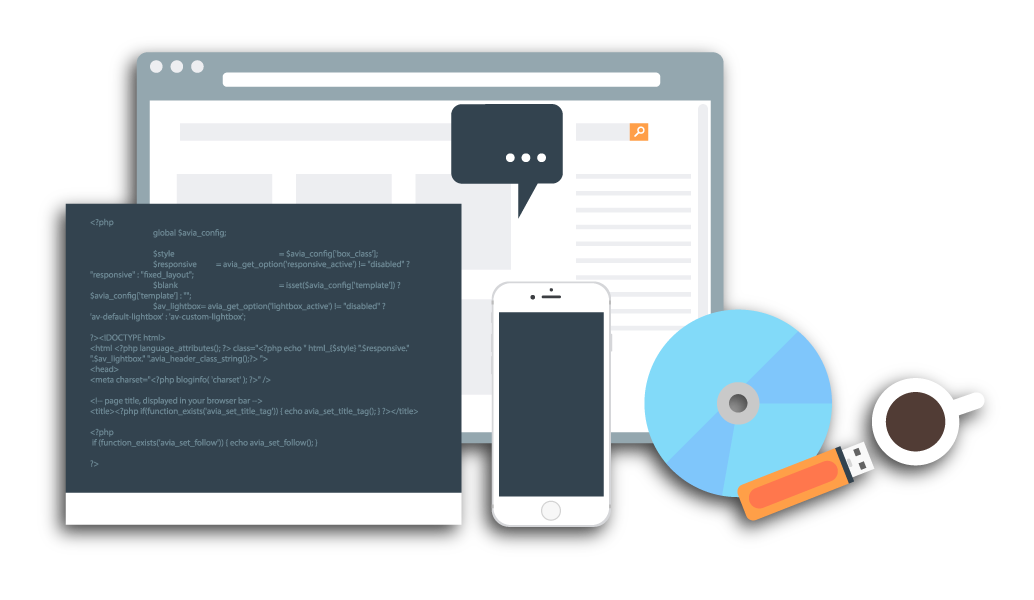 <?php
global $avia_config;
$style = $avia_config['box_class'];
$responsive = avia_get_option('responsive_active') != "disabled" ?
"responsive" : "fixed_layout";
$blank = isset($avia_config['template']) ?
$avia_config['template'] : "";
$av_lightbox= avia_get_option('lightbox_active') != "disabled" ?
'av-default-lightbox' : 'av-custom-lightbox';
?><!DOCTYPE html>
<html <?php language_attributes(); ?> class="<?php echo " html_{$style} ".$responsive."
".$av_lightbox." ".avia_header_class_string();?> ">
<head>
<meta charset="<?php bloginfo( 'charset' ); ?>" />
<!-- page title, displayed in your browser bar -->
<title><?php if(function_exists('avia_set_title_tag')) { echo avia_set_title_tag(); } ?></title>
<?php
if (function_exists('avia_set_follow')) { echo avia_set_follow(); }
?>